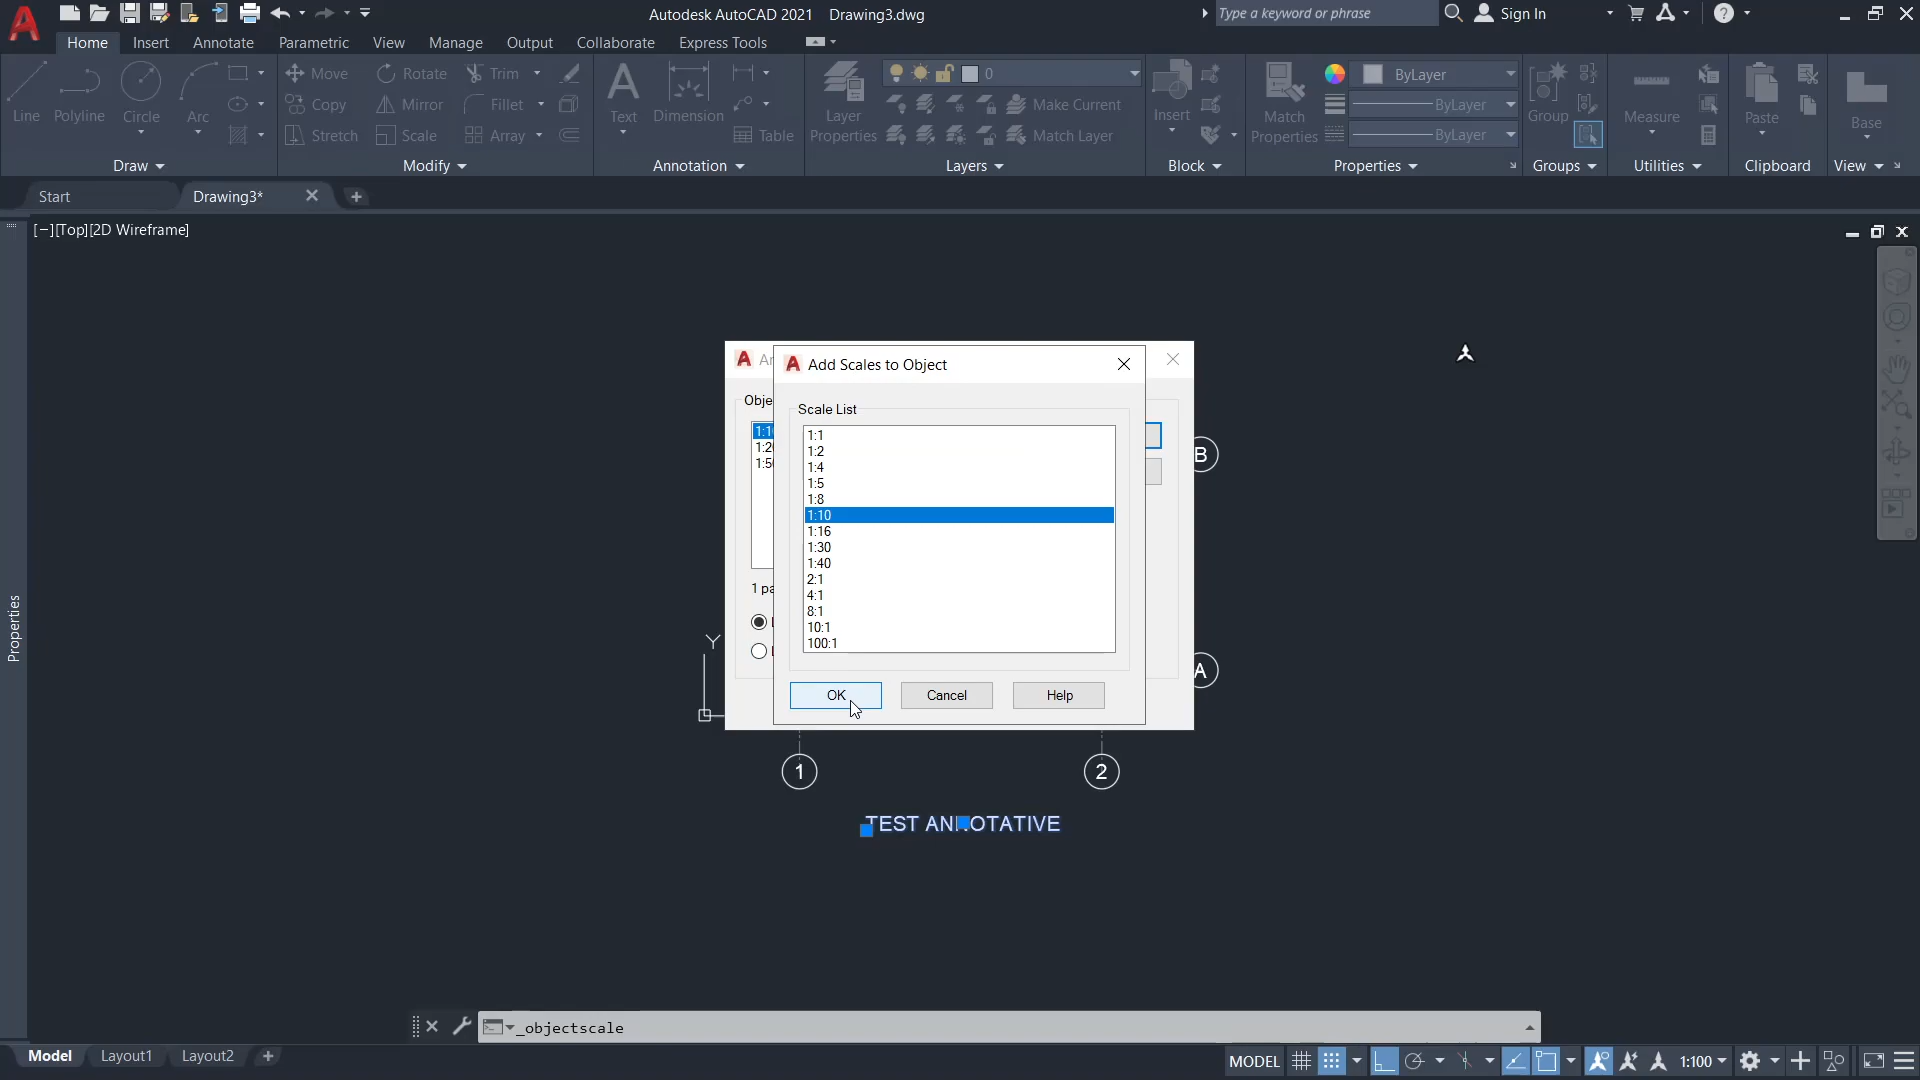 Autodesk AutoCAD 2021 Drawing3.dwg
Type a keyword or phrase
Sign In
Home Insert Annotate Parametric View Manage Output Collaborate Express Tools
Line Polyline Circle Arc
Move Rotate Trim
Copy Mirror Fillet
Stretch Scale Array
Text Dimension Table
Layer Properties
0
Make Current
Match Layer
Insert
Match Properties
ByLayer
ByLayer
ByLayer
Group
Measure
Paste
Base
Draw Modify Annotation Layers Block Properties Groups Utilities Clipboard View
Start Drawing3*
[−][Top][2D Wireframe]
Add Scales to Object
Scale List
1:1
1:2
1:4
1:5
1:8
1:10
1:16
1:30
1:40
2:1
4:1
8:1
10:1
100:1
OK Cancel Help
B
A
Y
1 2
TEST ANNOTATIVE
Properties
_objectscale
Model Layout1 Layout2
MODEL 1:100